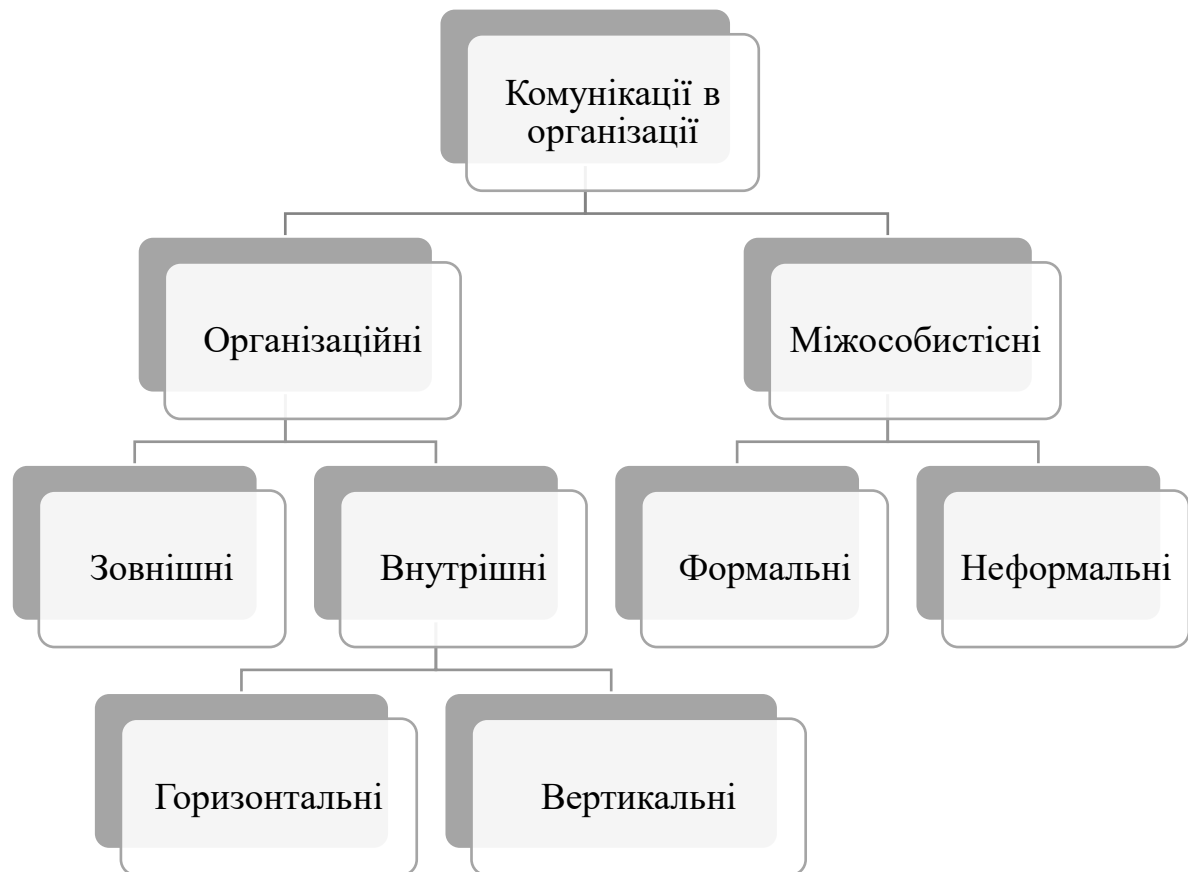 Комунікації в
організації
Організаційні
Міжособистісні
Зовнішні
Внутрішні
Формальні
Неформальні
Горизонтальні
Вертикальні